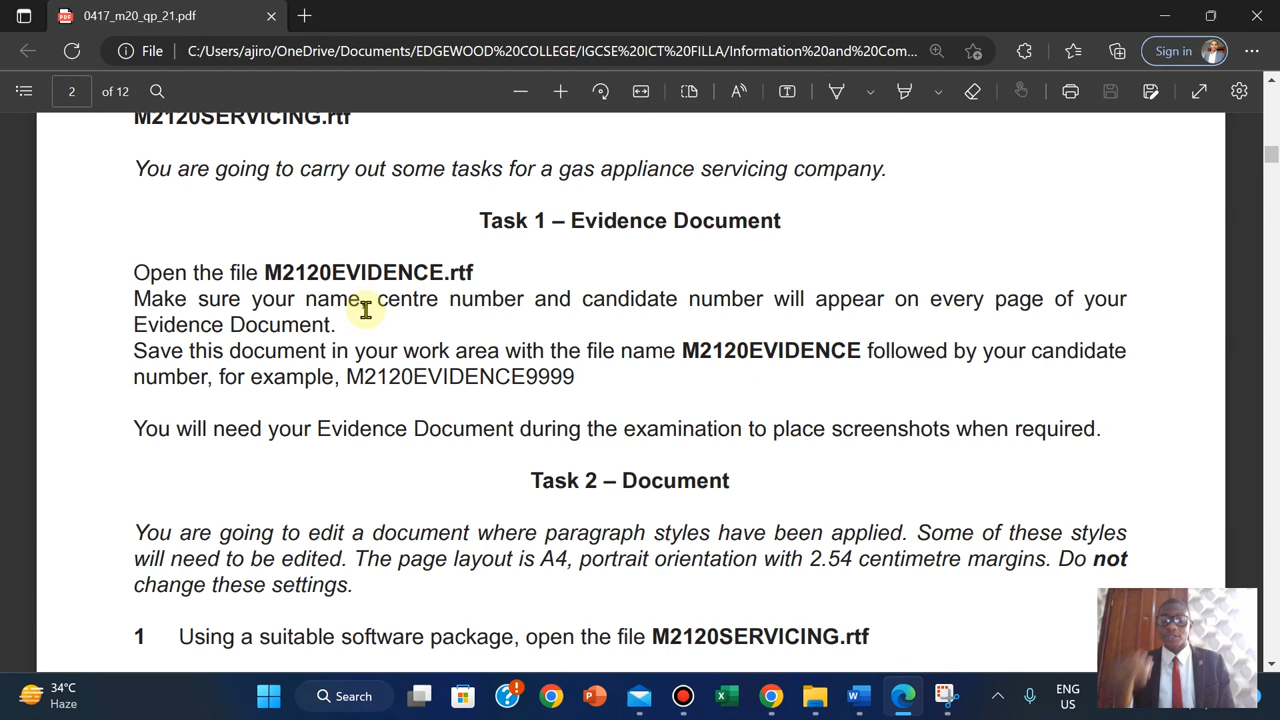 0417_m20_qp_21.pdf
File
C:/Users/ajiro/OneDrive/Documents/EDGEWOOD%20COLLEGE/IGCSE%20ICT%20FILLA/Information%20and%20Com...
Sign in
2 of 12
M2120SERVICING.rtf
You are going to carry out some tasks for a gas appliance servicing company.
Task 1 – Evidence Document
Open the file M2120EVIDENCE.rtf
Make sure your name, centre number and candidate number will appear on every page of your
Evidence Document.
Save this document in your work area with the file name M2120EVIDENCE followed by your candidate
number, for example, M2120EVIDENCE9999
You will need your Evidence Document during the examination to place screenshots when required.
Task 2 – Document
You are going to edit a document where paragraph styles have been applied. Some of these styles
will need to be edited. The page layout is A4, portrait orientation with 2.54 centimetre margins. Do not
change these settings.
1 Using a suitable software package, open the file M2120SERVICING.rtf
34°C
Haze
Search
ENG
US